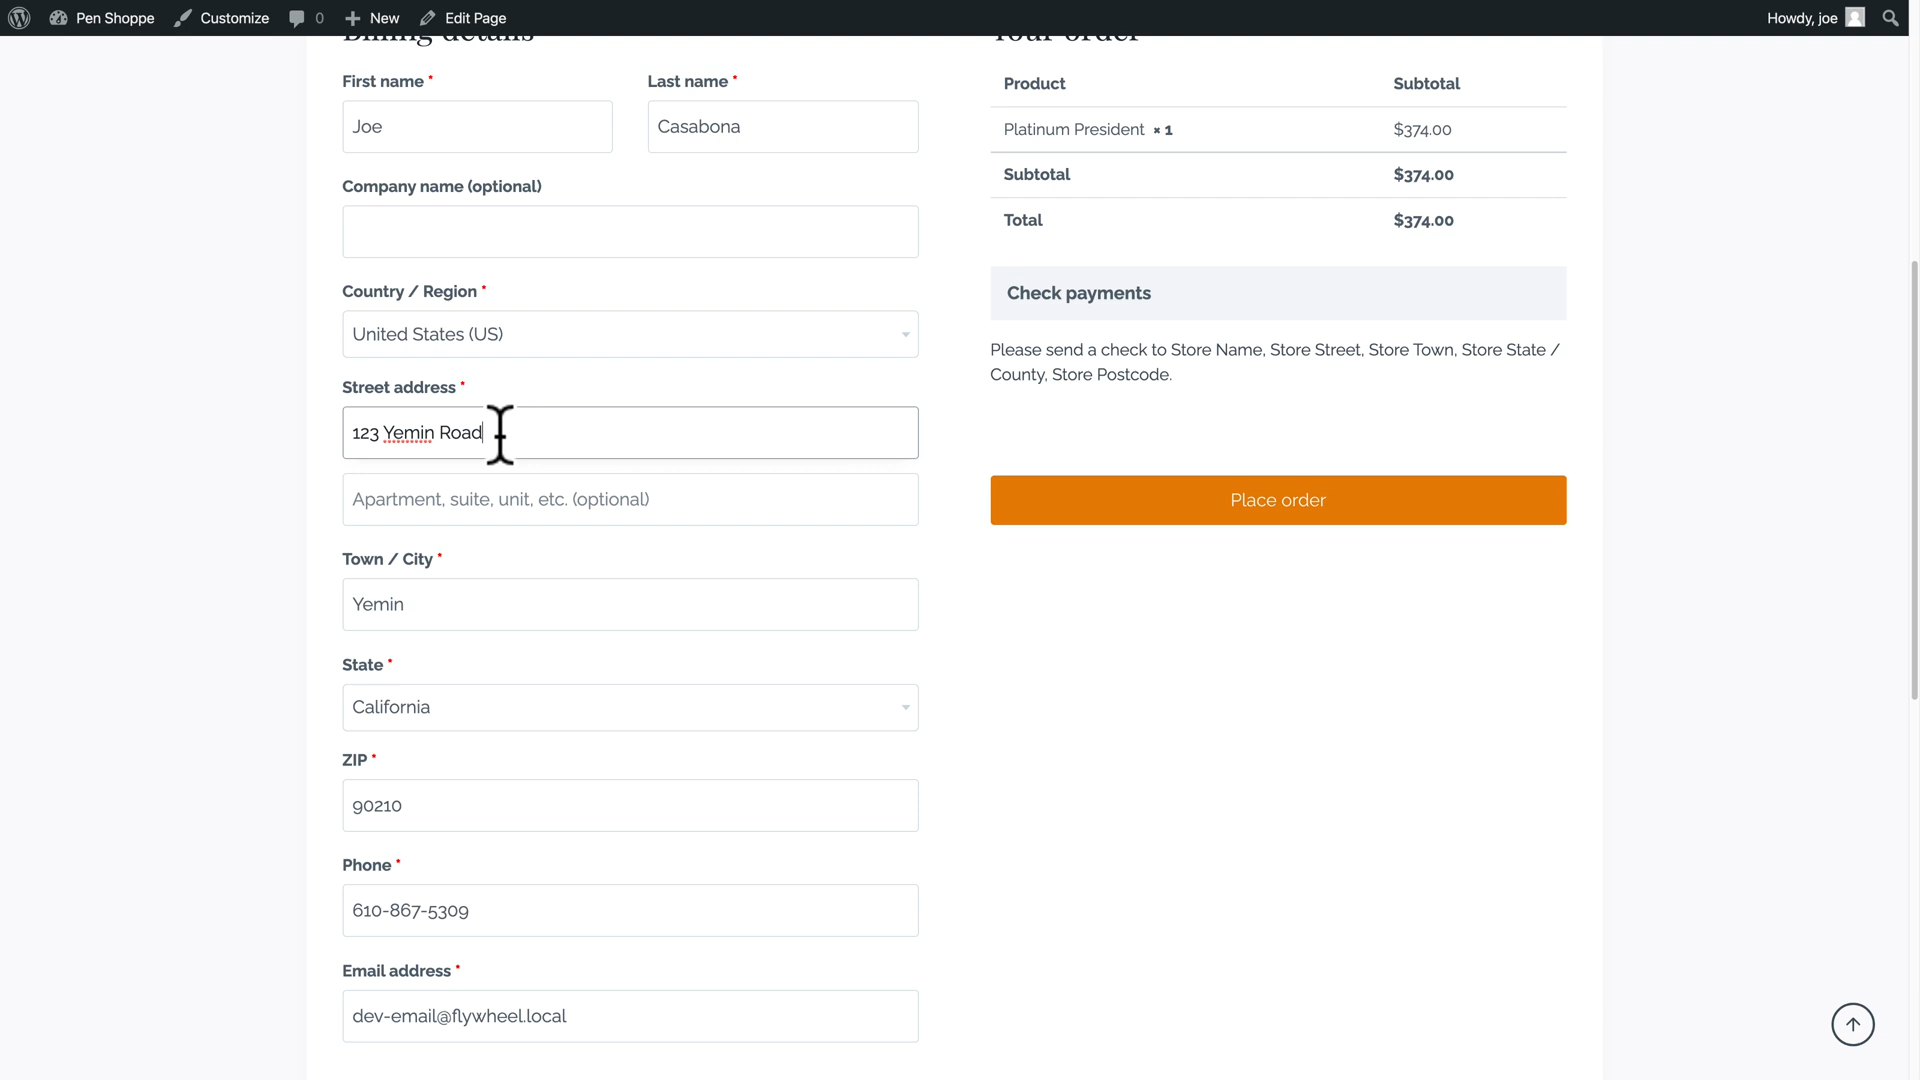 Pen Shoppe Customize 0 New Edit Page Howdy, joe
Billing details
First name *
Last name *
Joe
Casabona
Company name (optional)
Country / Region *
United States (US)
Street address *
123 Yemin Road
Apartment, suite, unit, etc. (optional)
Town / City *
Yemin
State *
California
ZIP *
90210
Phone *
610-867-5309
Email address *
dev-email@flywheel.local
Your order
Product Subtotal
Platinum President × 1 $374.00
Subtotal $374.00
Total $374.00
Check payments
Please send a check to Store Name, Store Street, Store Town, Store State /
County, Store Postcode.
Place order